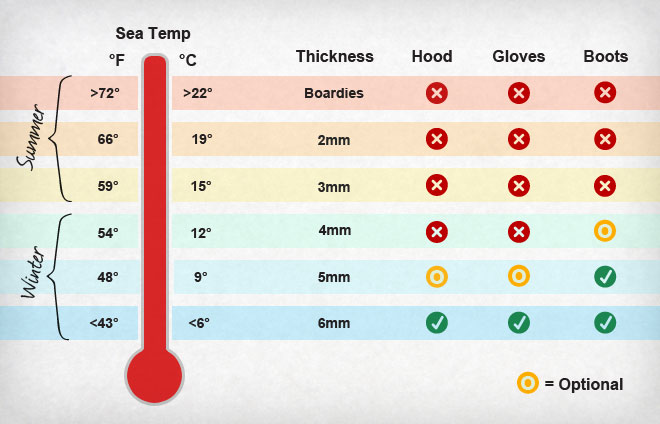 Sea Temp
°F °C Thickness Hood Gloves Boots
Summer
>72° >22° Boardies
66° 19° 2mm
59° 15° 3mm
Winter
54° 12° 4mm
48° 9° 5mm
<43° <6° 6mm
= Optional